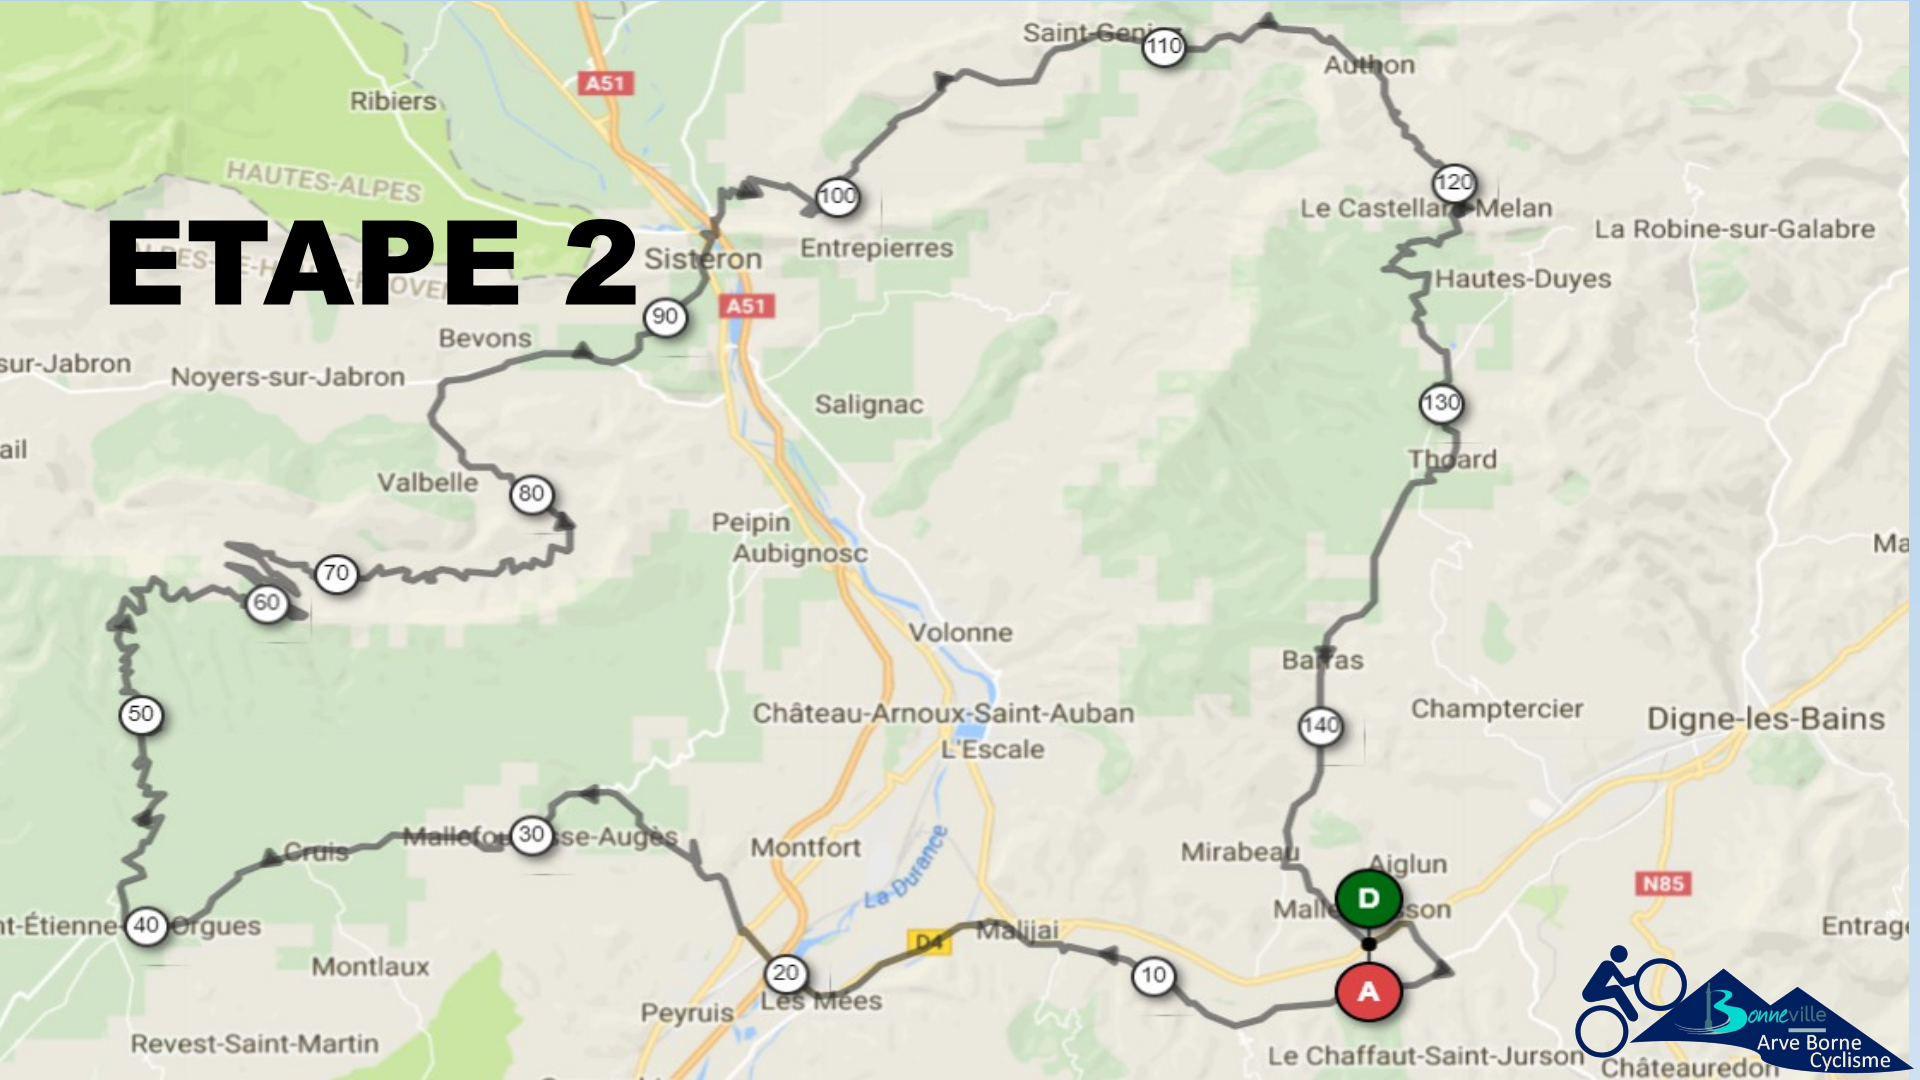 Saint-Geniez
110
A51
Authon
Ribiers
HAUTES-ALPES
120
100
Le Castellard-Melan
La Robine-sur-Galabre
ETAPE 2
Sisteron
Entrepierres
Hautes-Duyes
A51
90
Bevons
sur-Jabron
Noyers-sur-Jabron
Salignac
130
ail
Thoard
Valbelle
80
Peipin
Aubignosc
Ma
70
60
Volonne
Barras
50
Château-Arnoux-Saint-Auban
Champtercier
Digne-les-Bains
140
L'Escale
30
Cruis
Montfort
Mirabeau
Aiglun
La Durance
N85
D
nt-Étienne
40
Orgues
Malijai
D4
Entrage
Montlaux
20
10
A
Les Mées
Peyruis
Revest-Saint-Martin
Le Chaffaut-Saint-Jurson
Châteauredon
Bonneville
Arve Borne
Cyclisme